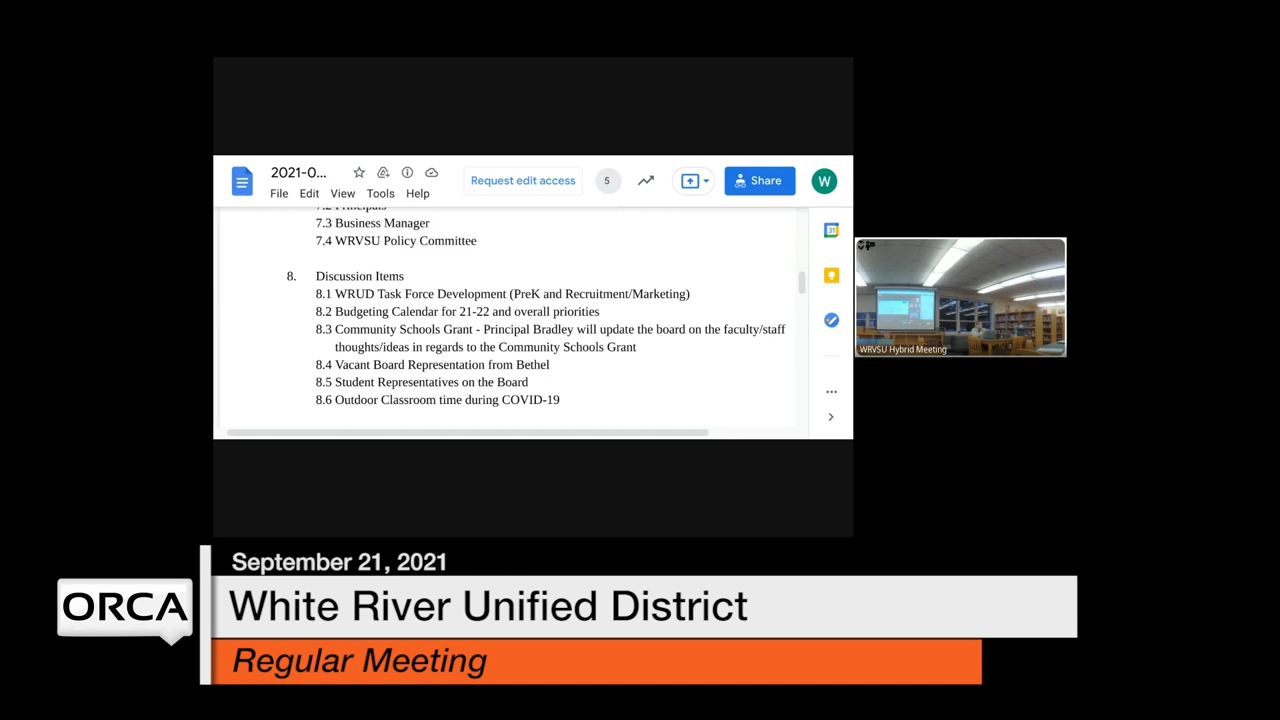 2021-0...
File Edit View Tools Help
Request edit access
5
Share
W
7.2 Principals
7.3 Business Manager
7.4 WRVSU Policy Committee
8. Discussion Items
8.1 WRUD Task Force Development (PreK and Recruitment/Marketing)
8.2 Budgeting Calendar for 21-22 and overall priorities
8.3 Community Schools Grant - Principal Bradley will update the board on the faculty/staff
thoughts/ideas in regards to the Community Schools Grant
8.4 Vacant Board Representation from Bethel
8.5 Student Representatives on the Board
8.6 Outdoor Classroom time during COVID-19
31
WRVSU Hybrid Meeting
September 21, 2021
ORCA
White River Unified District
Regular Meeting